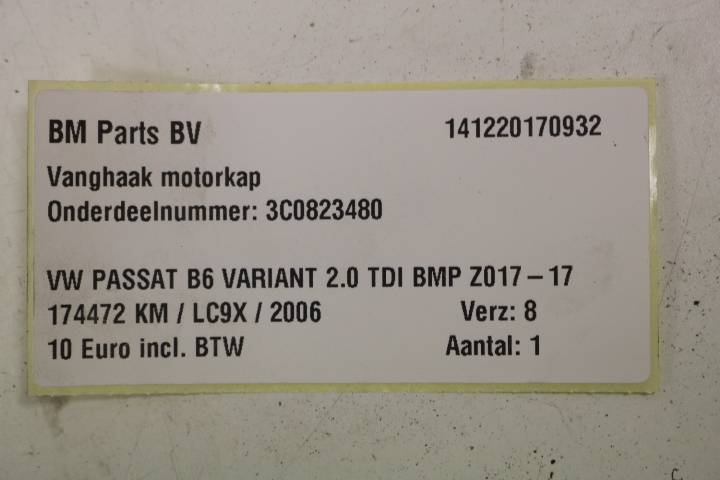 BM Parts BV 141220170932
Vanghaak motorkap
Onderdeelnummer: 3C0823480
VW PASSAT B6 VARIANT 2.0 TDI BMP Z017-17
174472 KM / LC9X / 2006 Verz: 8
10 Euro incl. BTW Aantal: 1